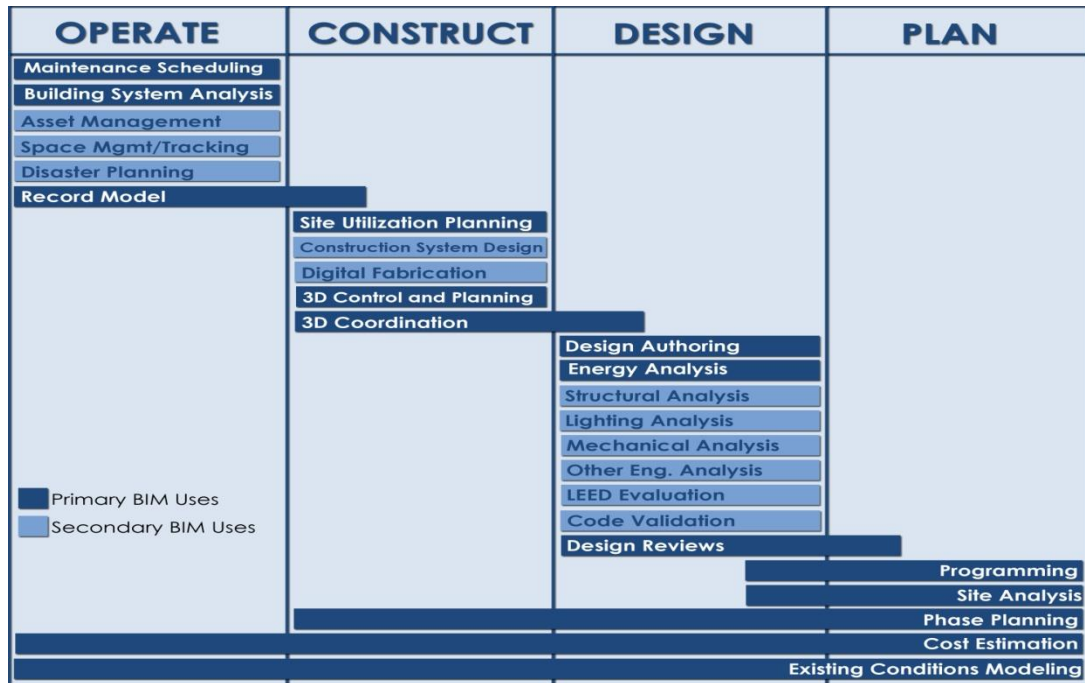 OPERATE
CONSTRUCT
DESIGN
PLAN
Maintenance Scheduling
Building System Analysis
Asset Management
Space Mgmt/Tracking
Disaster Planning
Record Model
Site Utilization Planning
Construction System Design
Digital Fabrication
3D Control and Planning
3D Coordination
Design Authoring
Energy Analysis
Structural Analysis
Lighting Analysis
Mechanical Analysis
Other Eng. Analysis
LEED Evaluation
Code Validation
Design Reviews
Primary BIM Uses
Secondary BIM Uses
Programming
Site Analysis
Phase Planning
Cost Estimation
Existing Conditions Modeling